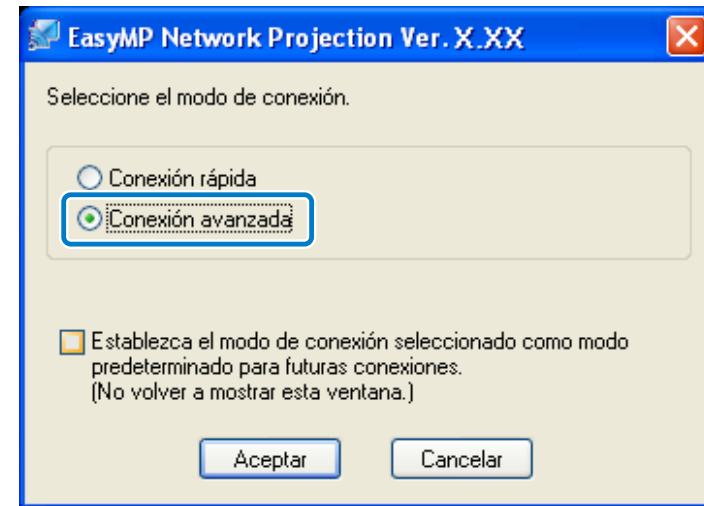 EasyMP Network Projection Ver. X.XX
Seleccione el modo de conexión.
Conexión rápida
Conexión avanzada
Establezca el modo de conexión seleccionado como modo
predeterminado para futuras conexiones.
(No volver a mostrar esta ventana.)
Aceptar
Cancelar